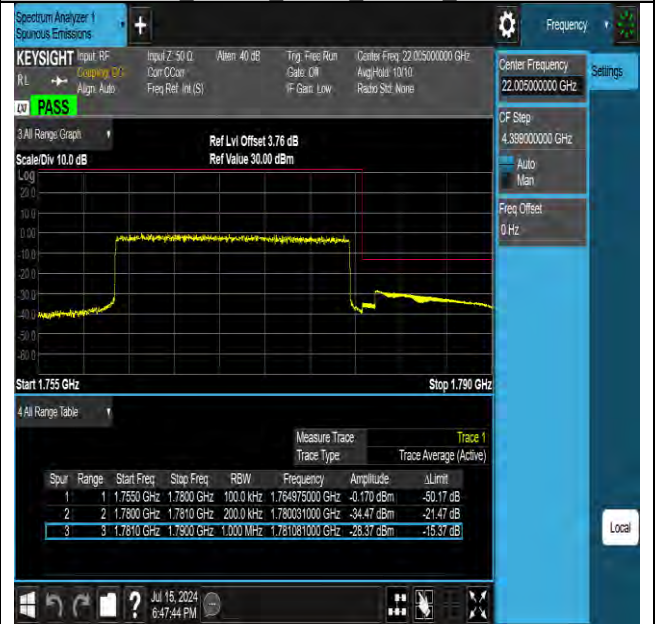 Spectrum Analyzer 1
Spurious Emissions
Frequency
KEYSIGHT
Input: RF
Coupling: DC
Align: Auto
Input Z: 50 Ω
Corr CCorr
Freq Ref: Int (S)
Atten: 40 dB
Trig: Free Run
Gate: Off
IF Gain: Low
Center Freq: 22.005000000 GHz
Avg|Hold: 10/10
Radio Std: None
RL
LXI
PASS
Center Frequency
22.005000000 GHz
Settings
CF Step
4.399000000 GHz
Auto
Man
Freq Offset
0 Hz
3 All Range Graph
Ref Lvl Offset 3.76 dB
Scale/Div 10.0 dB
Ref Value 30.00 dBm
Log
20.0
10.0
0.00
-10.0
-20.0
-30.0
-40.0
-50.0
-60.0
Start 1.755 GHz
Stop 1.790 GHz
4 All Range Table
Measure Trace Trace 1
Trace Type Trace Average (Active)
Spur Range Start Freq Stop Freq RBW Frequency Amplitude ΔLimit
1 1 1.7550 GHz 1.7800 GHz 100.0 kHz 1.764975000 GHz -0.170 dBm -50.17 dB
2 2 1.7800 GHz 1.7810 GHz 200.0 kHz 1.780031000 GHz -34.47 dBm -21.47 dB
3 3 1.7810 GHz 1.7900 GHz 1.000 MHz 1.781081000 GHz -28.37 dBm -15.37 dB
Local
Jul 15, 2024
6:47:44 PM